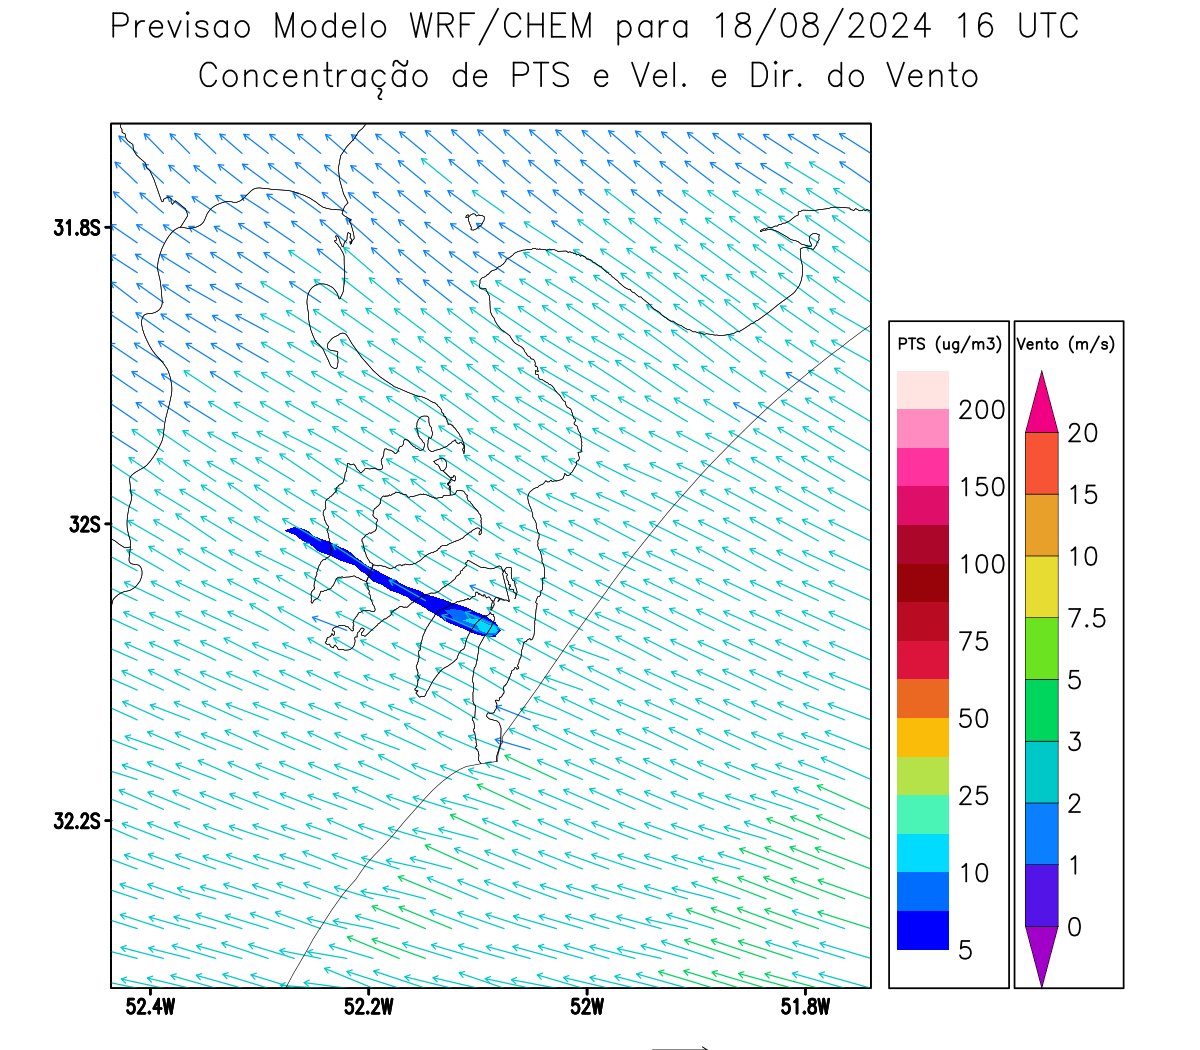 Previsao Modelo WRF/CHEM para 18/08/2024 16 UTC
Concentração de PTS e Vel. e Dir. do Vento
31.8S
32S
32.2S
52.4W
52.2W
52W
51.8W
PTS (ug/m3)
200
150
100
75
50
25
10
5
Vento (m/s)
20
15
10
7.5
5
3
2
1
0